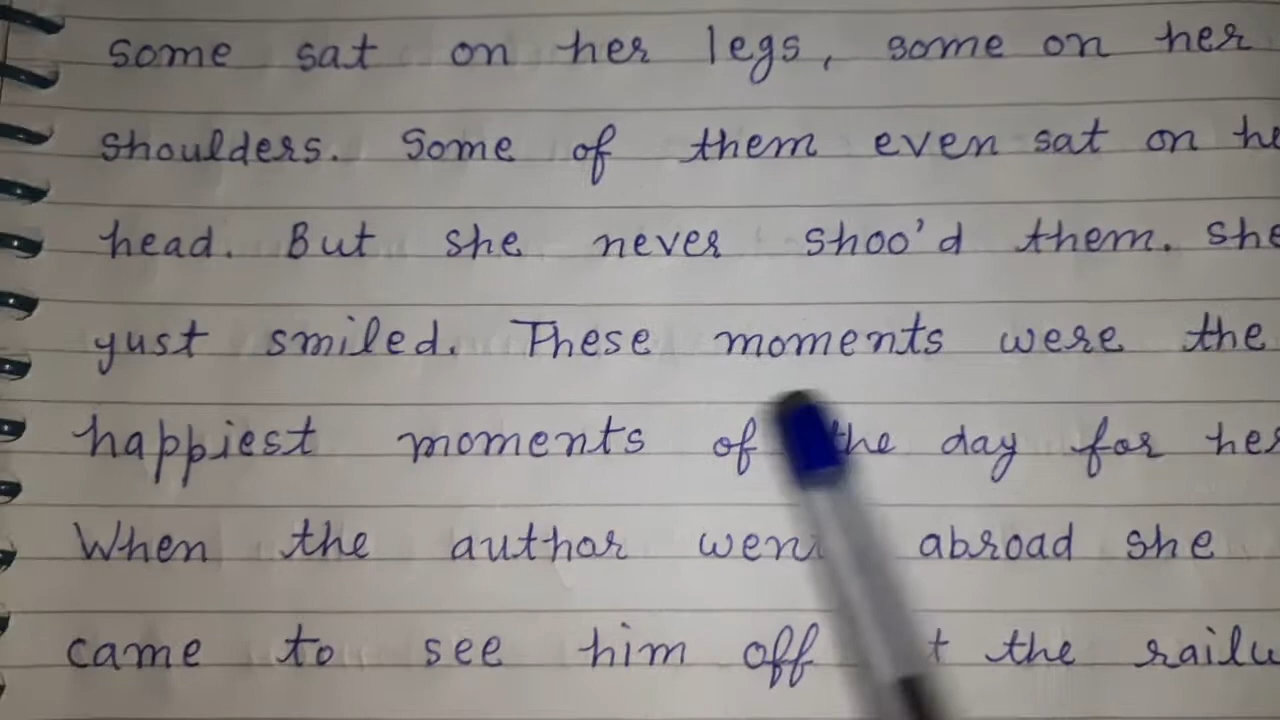 some sat on her legs, some on her
shoulders. Some of them even sat on
head. But she never shoo'd them. She
yust smiled. These moments were the
happiest moments of the day for her
When the author went abroad she
came to see him off the